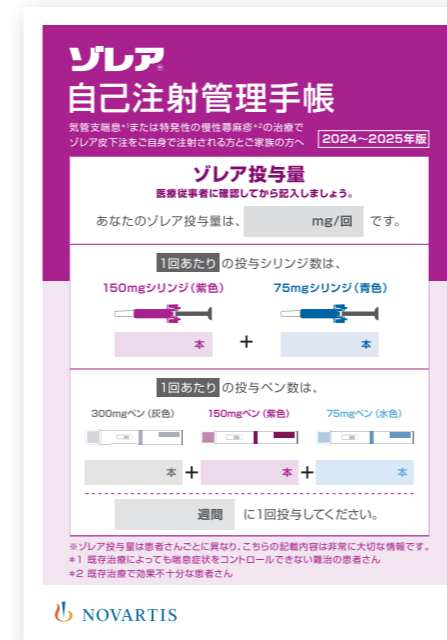 ゾレア®
自己注射管理手帳
気管支喘息*1または特発性の慢性蕁麻疹*2の治療で
ゾレア皮下注をご自身で注射される方とご家族の方へ
2024〜2025年版
ゾレア投与量
医療従事者に確認してから記入しましょう。
あなたのゾレア投与量は、 mg/回 です。
1回あたり の投与シリンジ数は、
150mgシリンジ（紫色） 75mgシリンジ（青色）
本 + 本
1回あたり の投与ペン数は、
300mgペン（灰色） 150mgペン（紫色） 75mgペン（水色）
本 + 本 + 本
週間 に1回投与してください。
※ゾレア投与量は患者さんごとに異なり、こちらの記載内容は非常に大切な情報です。
*1 既存治療によっても喘息症状をコントロールできない難治の患者さん
*2 既存治療で効果不十分な患者さん
NOVARTIS